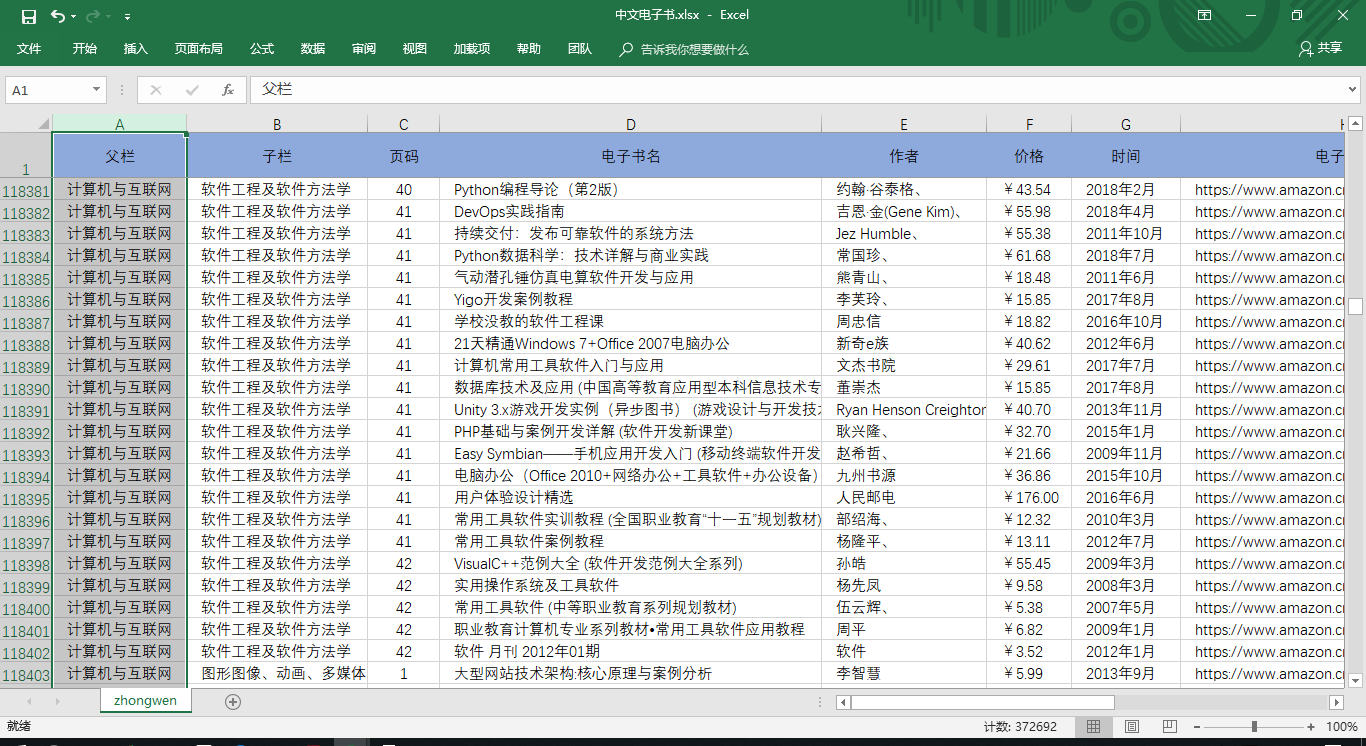 中文电子书.xlsx - Excel
文件 开始 插入 页面布局 公式 数据 审阅 视图 加载项 帮助 团队 告诉我你想要做什么 共享
A1 fx 父栏
A B C D E F G H
1 父栏 子栏 页码 电子书名 作者 价格 时间 电子
118381 计算机与互联网 软件工程及软件方法学 40 Python编程导论（第2版） 约翰·谷泰格、 ￥43.54 2018年2月 https://www.amazon.cn
118382 计算机与互联网 软件工程及软件方法学 41 DevOps实践指南 吉恩·金(Gene Kim)、 ￥55.98 2018年4月 https://www.amazon.cn
118383 计算机与互联网 软件工程及软件方法学 41 持续交付：发布可靠软件的系统方法 Jez Humble、 ￥55.38 2011年10月 https://www.amazon.cn
118384 计算机与互联网 软件工程及软件方法学 41 Python数据科学：技术详解与商业实践 常国珍、 ￥61.68 2018年7月 https://www.amazon.cn
118385 计算机与互联网 软件工程及软件方法学 41 气动潜孔锤仿真电算软件开发与应用 熊青山、 ￥18.48 2011年6月 https://www.amazon.cn
118386 计算机与互联网 软件工程及软件方法学 41 Yigo开发案例教程 李芙玲、 ￥15.85 2017年8月 https://www.amazon.cn
118387 计算机与互联网 软件工程及软件方法学 41 学校没教的软件工程课 周忠信 ￥18.82 2016年10月 https://www.amazon.cn
118388 计算机与互联网 软件工程及软件方法学 41 21天精通Windows 7+Office 2007电脑办公 新奇e族 ￥40.62 2012年6月 https://www.amazon.cn
118389 计算机与互联网 软件工程及软件方法学 41 计算机常用工具软件入门与应用 文杰书院 ￥29.61 2017年7月 https://www.amazon.cn
118390 计算机与互联网 软件工程及软件方法学 41 数据库技术及应用 (中国高等教育应用型本科信息技术专 董崇杰 ￥15.85 2017年8月 https://www.amazon.cn
118391 计算机与互联网 软件工程及软件方法学 41 Unity 3.x游戏开发实例（异步图书） (游戏设计与开发技术 Ryan Henson Creighton ￥40.70 2013年11月 https://www.amazon.cn
118392 计算机与互联网 软件工程及软件方法学 41 PHP基础与案例开发详解 (软件开发新课堂) 耿兴隆、 ￥32.70 2015年1月 https://www.amazon.cn
118393 计算机与互联网 软件工程及软件方法学 41 Easy Symbian——手机应用开发入门 (移动终端软件开发 赵希哲、 ￥21.66 2009年11月 https://www.amazon.cn
118394 计算机与互联网 软件工程及软件方法学 41 电脑办公（Office 2010+网络办公+工具软件+办公设备） 九州书源 ￥36.86 2015年10月 https://www.amazon.cn
118395 计算机与互联网 软件工程及软件方法学 41 用户体验设计精选 人民邮电 ￥176.00 2016年6月 https://www.amazon.cn
118396 计算机与互联网 软件工程及软件方法学 41 常用工具软件实训教程 (全国职业教育“十一五”规划教材) 部绍海、 ￥12.32 2010年3月 https://www.amazon.cn
118397 计算机与互联网 软件工程及软件方法学 41 常用工具软件案例教程 杨隆平、 ￥13.11 2012年7月 https://www.amazon.cn
118398 计算机与互联网 软件工程及软件方法学 42 VisualC++范例大全 (软件开发范例大全系列) 孙皓 ￥55.45 2009年3月 https://www.amazon.cn
118399 计算机与互联网 软件工程及软件方法学 42 实用操作系统及工具软件 杨先凤 ￥9.58 2008年3月 https://www.amazon.cn
118400 计算机与互联网 软件工程及软件方法学 42 常用工具软件 (中等职业教育系列规划教材) 伍云辉、 ￥5.38 2007年5月 https://www.amazon.cn
118401 计算机与互联网 软件工程及软件方法学 42 职业教育计算机专业系列教材•常用工具软件应用教程 周平 ￥6.82 2009年1月 https://www.amazon.cn
118402 计算机与互联网 软件工程及软件方法学 42 软件 月刊 2012年01期 软件 ￥3.52 2012年1月 https://www.amazon.cn
118403 计算机与互联网 图形图像、动画、多媒体 1 大型网站技术架构:核心原理与案例分析 李智慧 ￥5.99 2013年9月 https://www.amazon.cn
zhongwen
就绪 计数: 372692 100%